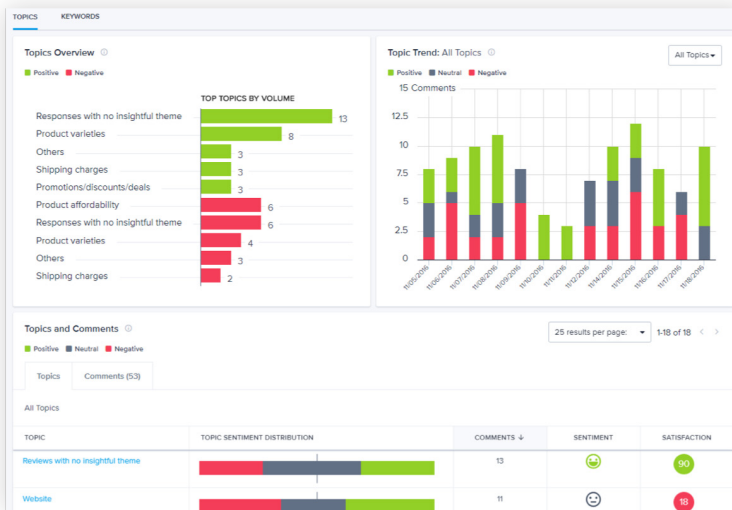 TOPICS KEYWORDS
Topics Overview
Positive Negative
TOP TOPICS BY VOLUME
Responses with no insightful theme 13
Product varieties 8
Others 3
Shipping charges 3
Promotions/discounts/deals 3
Product affordability 6
Responses with no insightful theme 6
Product varieties 4
Others 3
Shipping charges 2
Topic Trend: All Topics
All Topics
Positive Neutral Negative
15 Comments
12.5
10
7.5
5
2.5
0
11/05/2016 11/06/2016 11/07/2016 11/08/2016 11/09/2016 11/10/2016 11/11/2016 11/12/2016 11/14/2016 11/15/2016 11/16/2016 11/17/2016 11/18/2016
Topics and Comments
25 results per page: 1-18 of 18
Positive Neutral Negative
Topics Comments (53)
All Topics
TOPIC TOPIC SENTIMENT DISTRIBUTION COMMENTS SENTIMENT SATISFACTION
Reviews with no insightful theme 13 90
Website 11 18